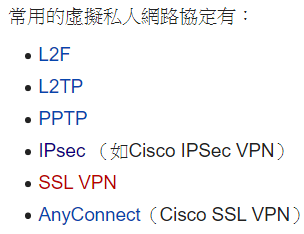 常用的虛擬私人網路協定有：
• L2F
• L2TP
• PPTP
• IPsec （如Cisco IPSec VPN）
• SSL VPN
• AnyConnect（Cisco SSL VPN）